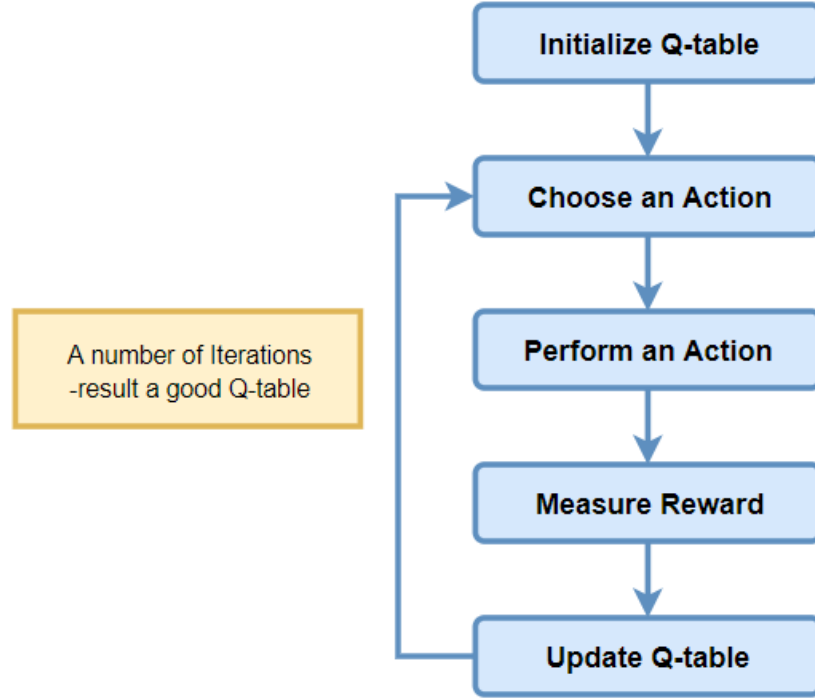 Initialize Q-table
Choose an Action
A number of Iterations
-result a good Q-table
Perform an Action
Measure Reward
Update Q-table